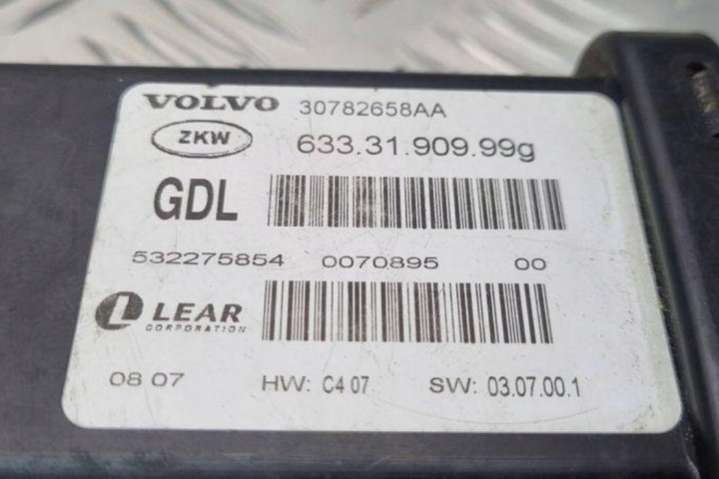 VOLVO 30782658AA
ZKW 633.31.909.99g
GDL
532275854 0070895 00
LEAR
CORPORATION
08 07 HW: C4 07 SW: 03.07.00.1